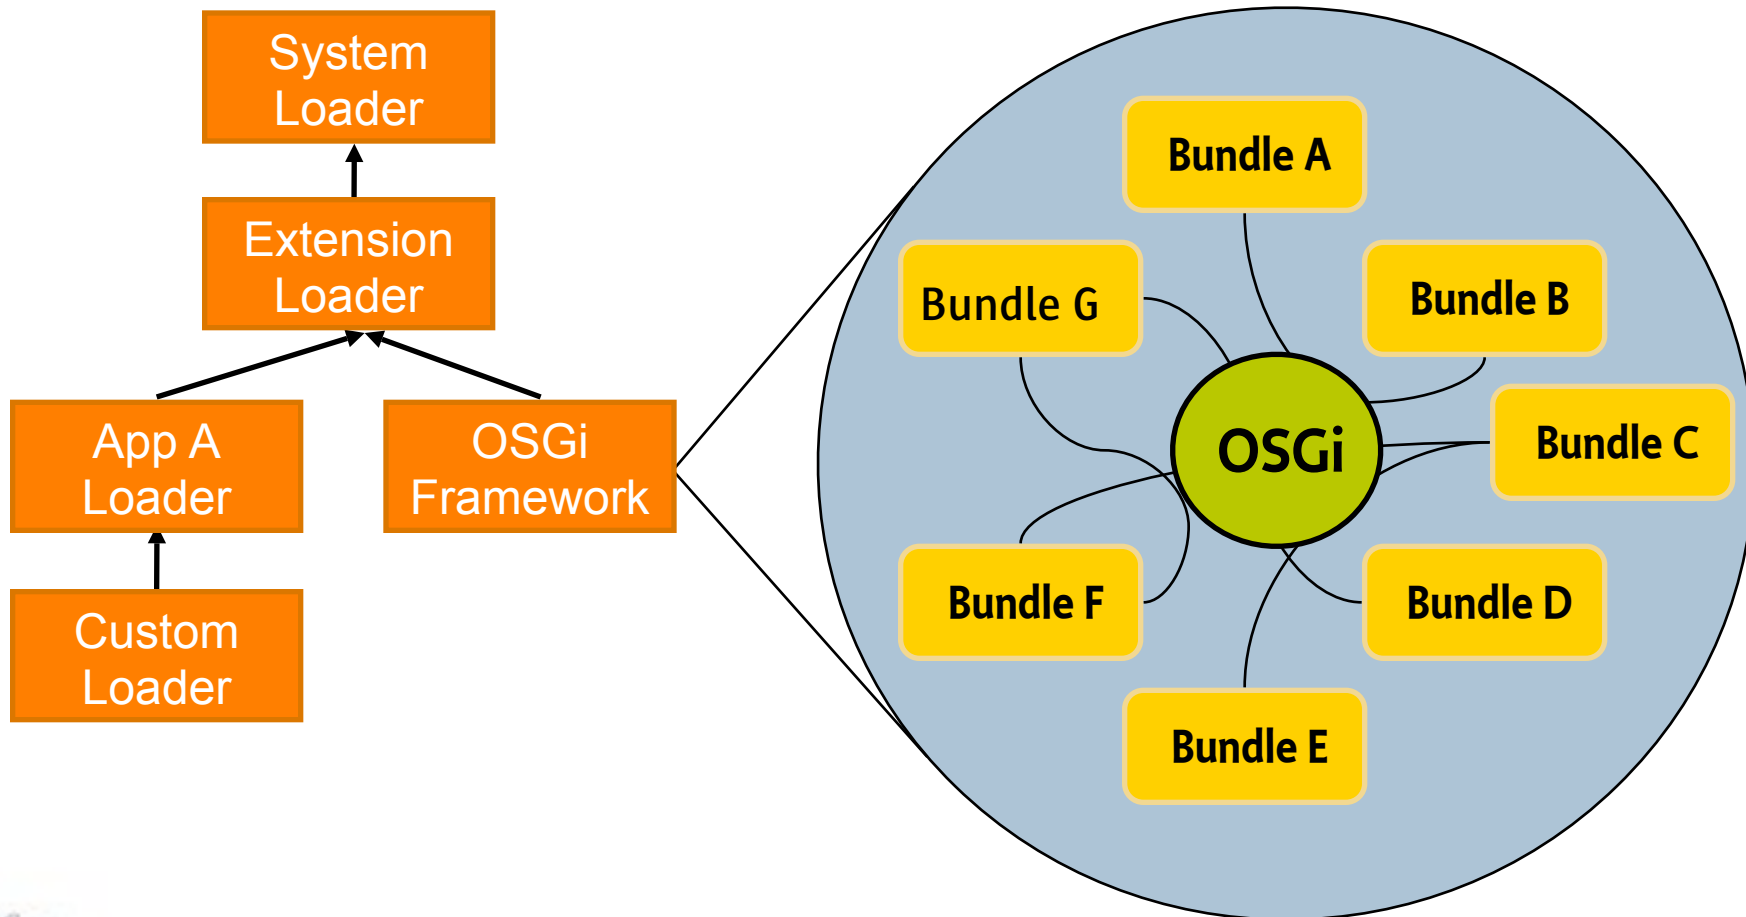 System
Loader
Extension
Loader
App A
Loader
OSGi
Framework
Custom
Loader
Bundle A
Bundle G
Bundle B
OSGi
Bundle C
Bundle F
Bundle D
Bundle E